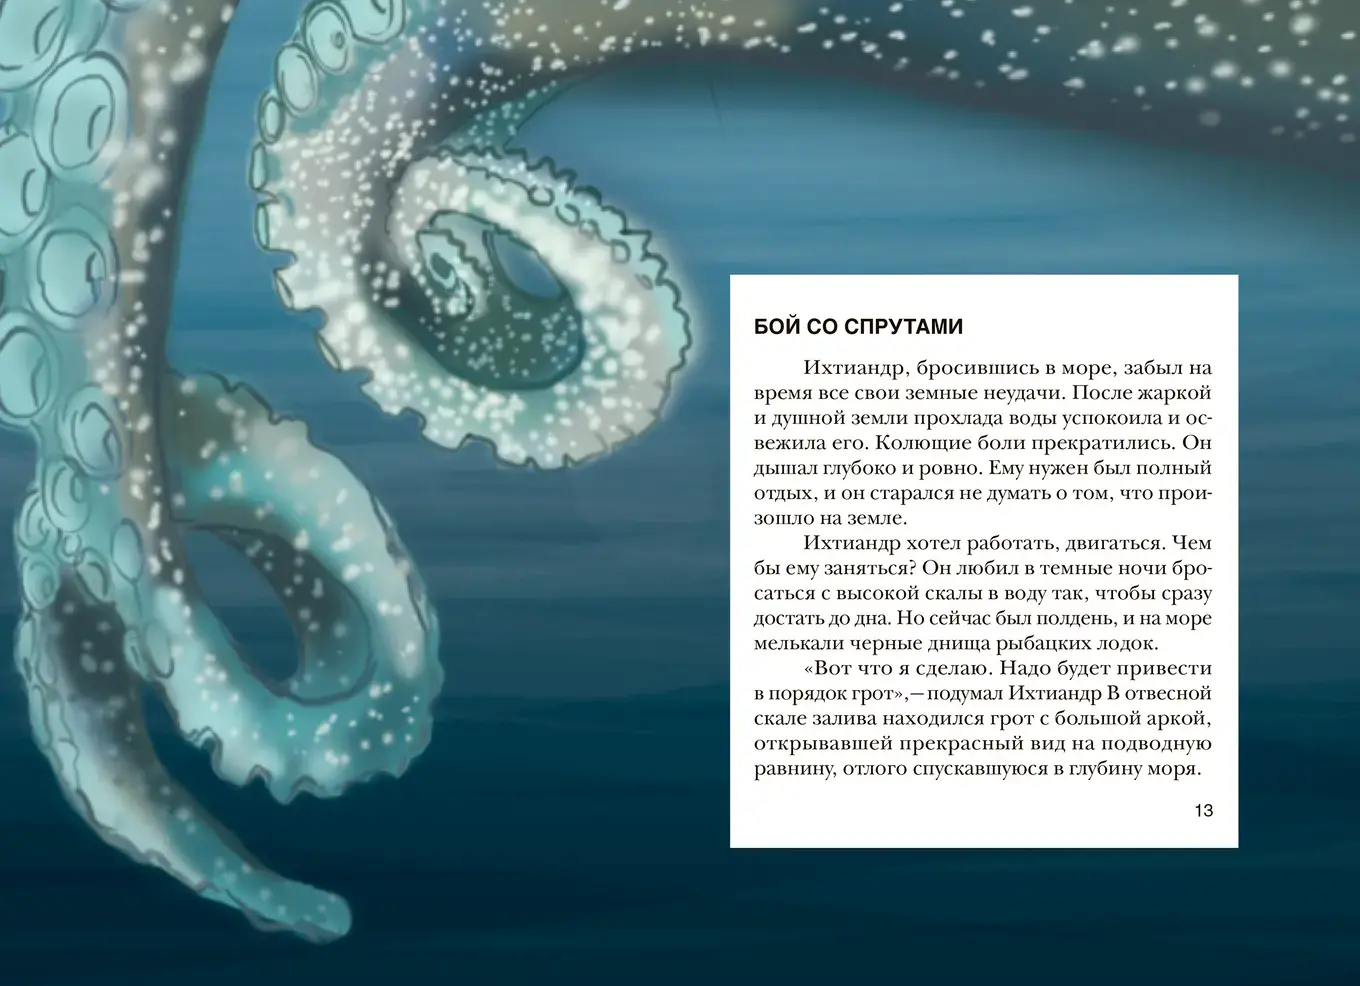 БОЙ СО СПРУТАМИ
Ихтиандр, бросившись в море, забыл на
время все свои земные неудачи. После жаркой
и душной земли прохлада воды успокоила и ос-
вежила его. Колющие боли прекратились. Он
дышал глубоко и ровно. Ему нужен был полный
отдых, и он старался не думать о том, что прои-
зошло на земле.
Ихтиандр хотел работать, двигаться. Чем
бы ему заняться? Он любил в темные ночи бро-
саться с высокой скалы в воду так, чтобы сразу
достать до дна. Но сейчас был полдень, и на море
мелькали черные днища рыбацких лодок.
«Вот что я сделаю. Надо будет привести
в порядок грот»,—подумал Ихтиандр В отвесной
скале залива находился грот с большой аркой,
открывавшей прекрасный вид на подводную
равнину, отлого спускавшуюся в глубину моря.
13